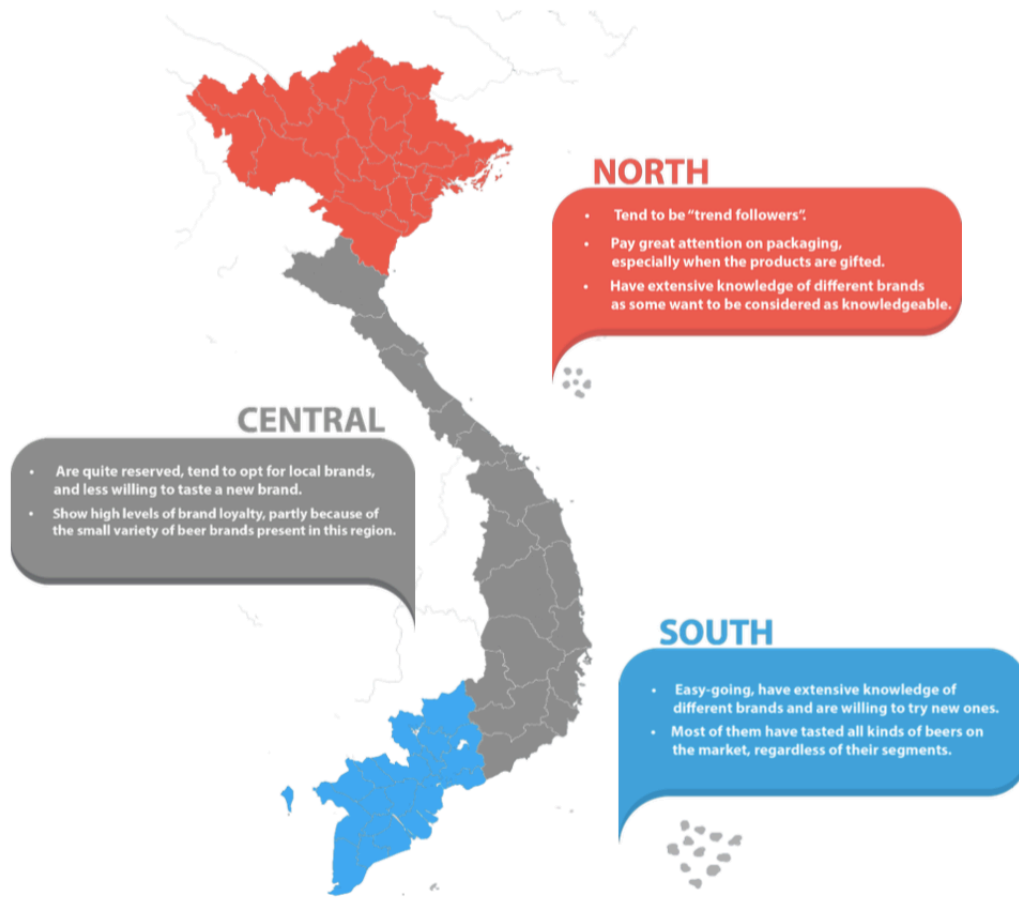 NORTH
• Tend to be “trend followers”.
• Pay great attention on packaging,
especially when the products are gifted.
• Have extensive knowledge of different brands
as some want to be considered as knowledgeable.
CENTRAL
• Are quite reserved, tend to opt for local brands,
and less willing to taste a new brand.
• Show high levels of brand loyalty, partly because of
the small variety of beer brands present in this region.
SOUTH
• Easy-going, have extensive knowledge of
different brands and are willing to try new ones.
• Most of them have tasted all kinds of beers on
the market, regardless of their segments.